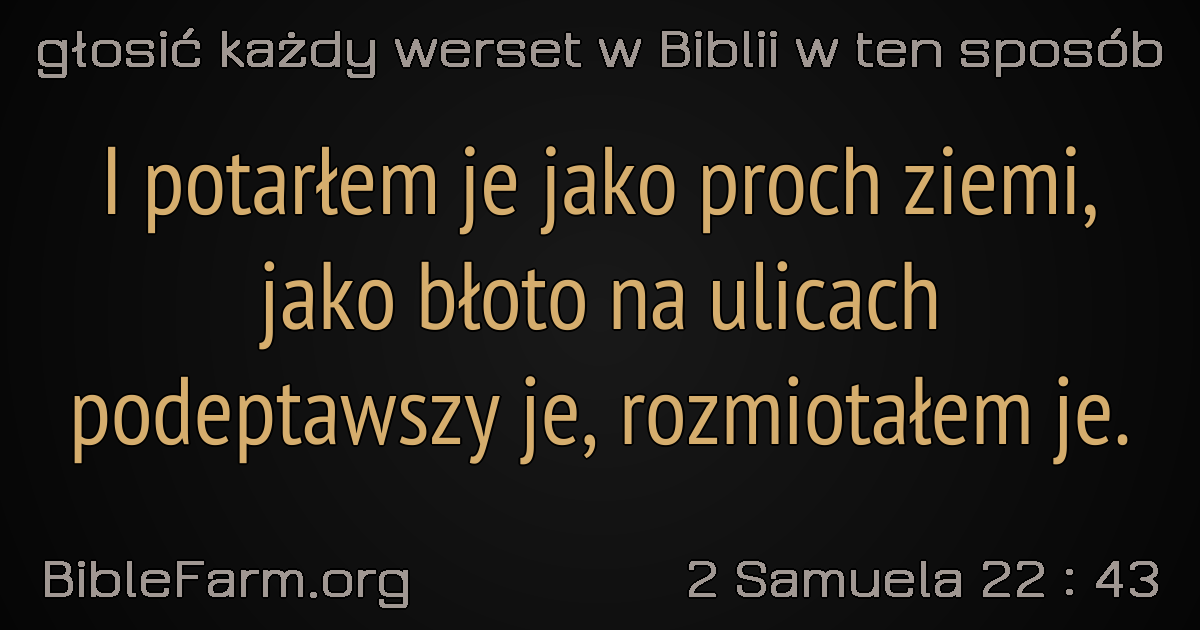 głosić każdy werset w Biblii w ten sposób
I potarłem je jako proch ziemi,
jako błoto na ulicach
podeptawszy je, rozmiotałem je.
BibleFarm.org
2 Samuela 22 : 43